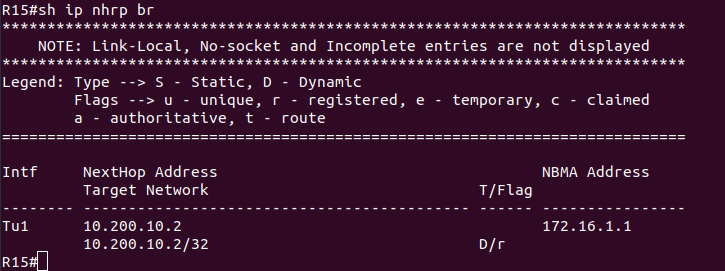 R15#sh ip nhrp br
****************************************************************************
    NOTE: Link-Local, No-socket and Incomplete entries are not displayed
****************************************************************************
Legend: Type --> S - Static, D - Dynamic
        Flags --> u - unique, r - registered, e - temporary, c - claimed
        a - authoritative, t - route
============================================================================

Intf     NextHop Address                                    NBMA Address
         Target Network                              T/Flag
-------- ------------------------------------------- ------ ----------------
Tu1      10.200.10.2                                        172.16.1.1
         10.200.10.2/32                              D/r
R15#